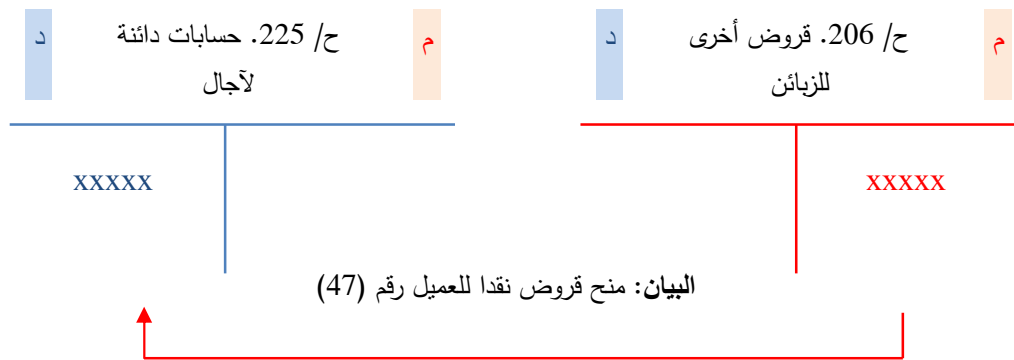 م ح/ 206. قروض أخرى د
للزبائن
xxxxx
م ح/ 225. حسابات دائنة د
لآجال
xxxxx
البيان: منح قروض نقدا للعميل رقم (47)